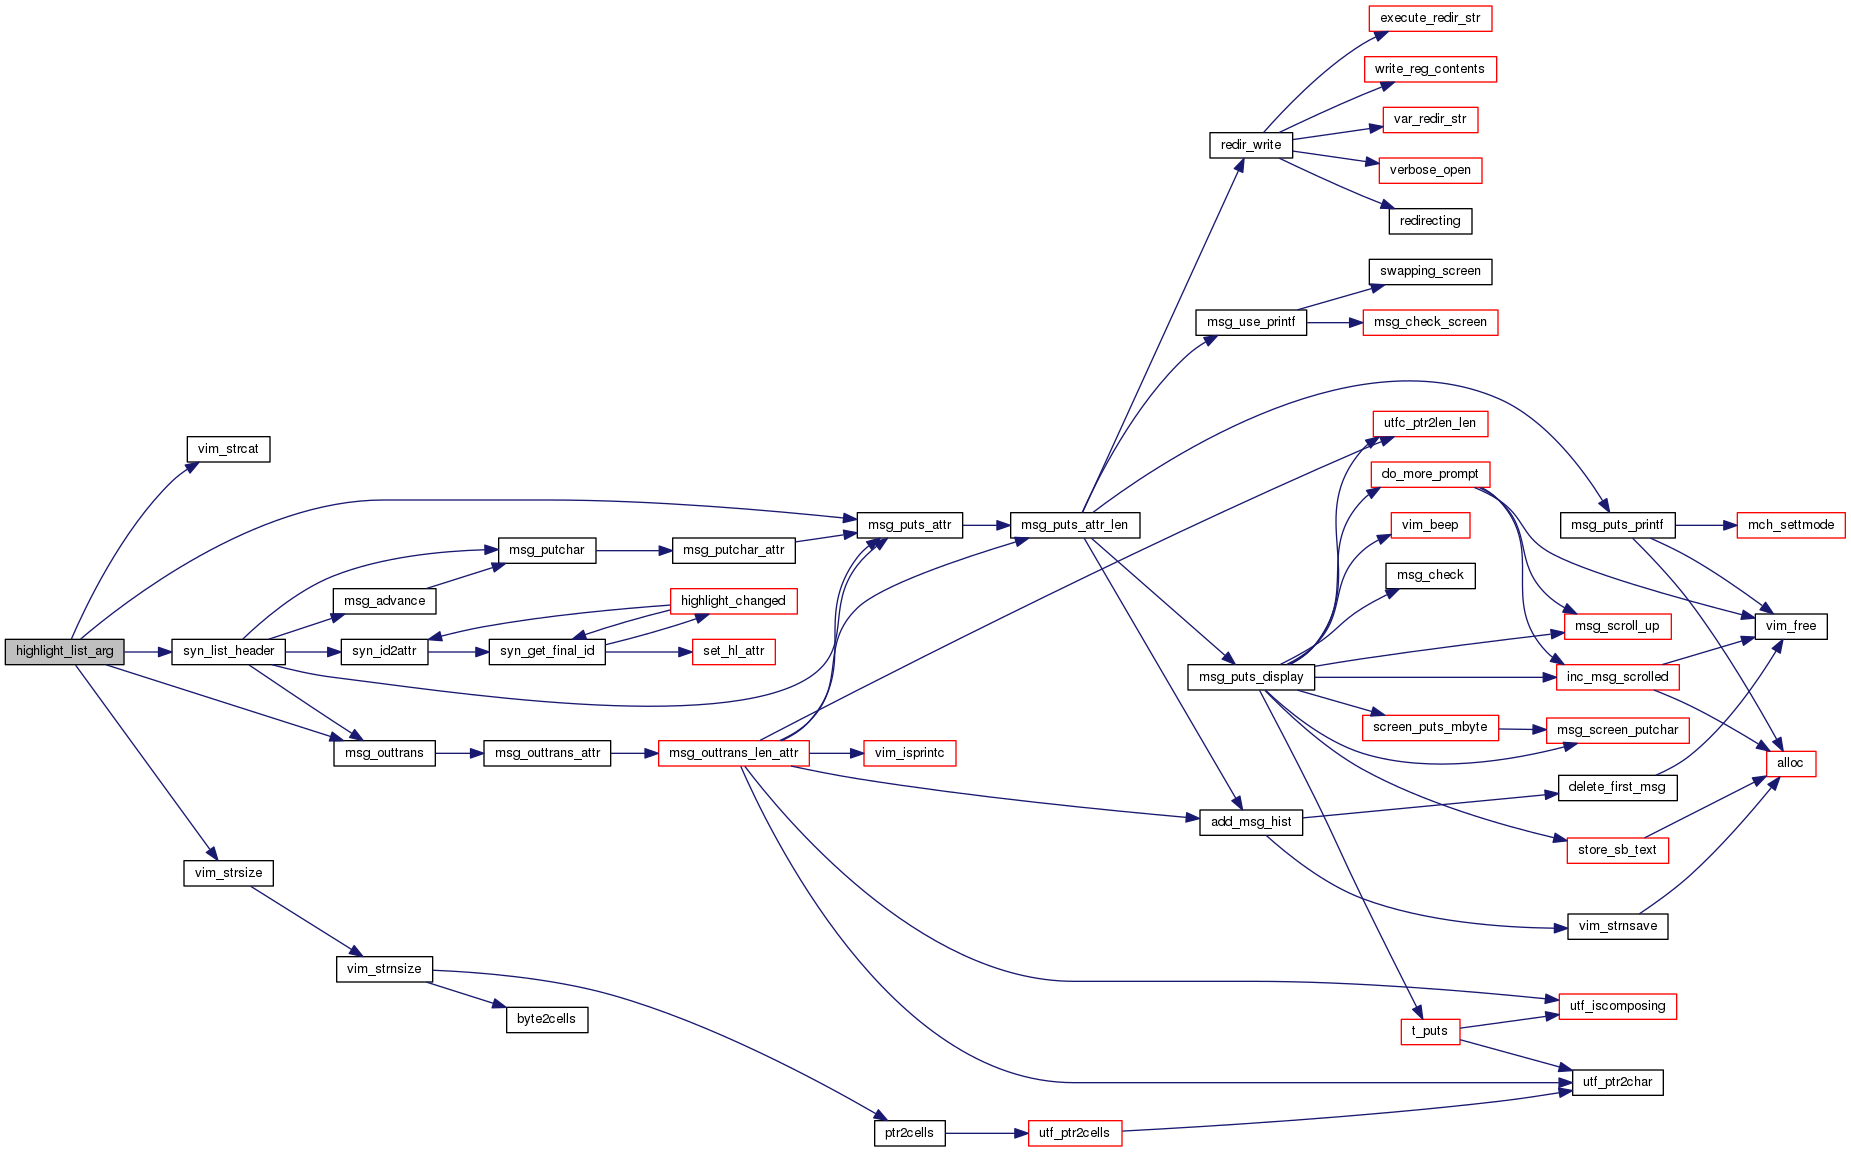 execute_redir_str
write_reg_contents
var_redir_str
redir_write
verbose_open
redirecting
swapping_screen
msg_use_printf
msg_check_screen
utfc_ptr2len_len
vim_strcat
do_more_prompt
msg_puts_attr
msg_puts_attr_len
vim_beep
msg_puts_printf
mch_settmode
msg_putchar
msg_putchar_attr
msg_check
msg_advance
highlight_changed
msg_scroll_up
vim_free
highlight_list_arg
syn_list_header
syn_id2attr
syn_get_final_id
set_hl_attr
msg_puts_display
inc_msg_scrolled
screen_puts_mbyte
msg_screen_putchar
msg_outtrans
msg_outtrans_attr
msg_outtrans_len_attr
vim_isprintc
alloc
delete_first_msg
add_msg_hist
store_sb_text
vim_strsize
vim_strnsave
vim_strnsize
byte2cells
utf_iscomposing
t_puts
utf_ptr2char
ptr2cells
utf_ptr2cells